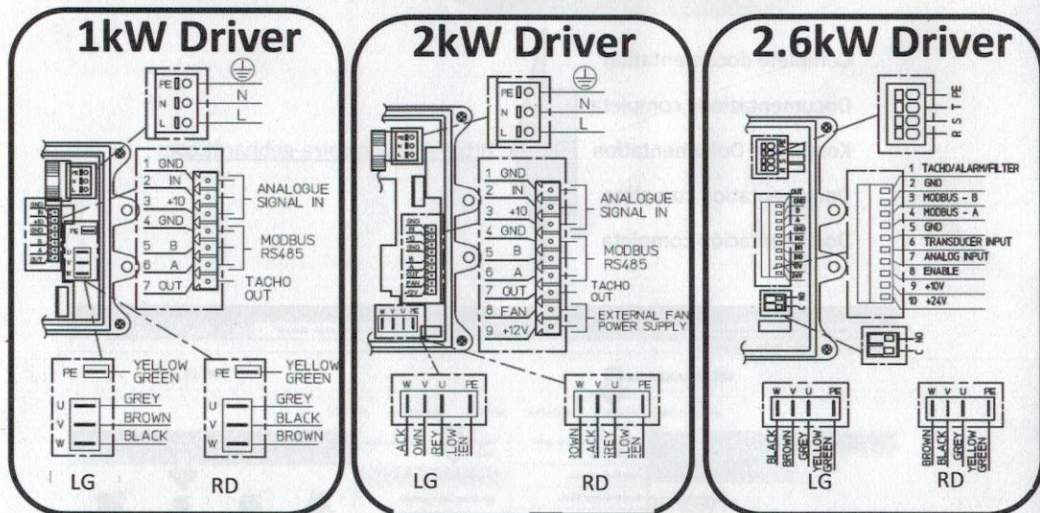 1kW Driver
PE
N
L
N
L
1 GND
2 IN
3 +10
4 GND
5 B
6 A
7 OUT
ANALOGUE
SIGNAL IN
MODBUS
RS485
TACHO
OUT
PE
PE
YELLOW
GREEN
U
GREY
V
BROWN
W
BLACK
LG
PE
YELLOW
GREEN
GREY
BLACK
BROWN
RD
2kW Driver
PE
N
L
N
L
1 GND
2 IN
3 +10
4 GND
5 B
6 A
7 OUT
8 FAN
9 +12V
ANALOGUE
SIGNAL IN
MODBUS
RS485
TACHO
OUT
EXTERNAL FAN
POWER SUPPLY
FAN
+12V
W V U
W V U PE
LG
W V U PE
RD
2.6kW Driver
R S T PE
OUT
1 TACHO/ALARM/FILTER
2 GND
3 MODBUS - B
4 MODBUS - A
5 GND
6 TRANSDUCER INPUT
7 ANALOG INPUT
8 ENABLE
9 +10V
10 +24V
C NO
W V U PE
BLACK
BROWN
GREY
YELLOW
GREEN
LG
W V U PE
BROWN
BLACK
GREY
YELLOW
GREEN
RD